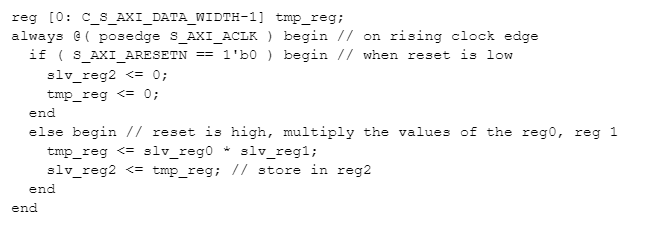 reg [0: C_S_AXI_DATA_WIDTH-1] tmp_reg;
always @( posedge S_AXI_ACLK ) begin // on rising clock edge
if ( S_AXI_ARESETN == 1'b0 ) begin // when reset is low
slv_reg2 <= 0;
tmp_reg <= 0;
end
else begin // reset is high, multiply the values of the reg0, reg 1
tmp_reg <= slv_reg0 * slv_reg1;
slv_reg2 <= tmp_reg; // store in reg2
end
end